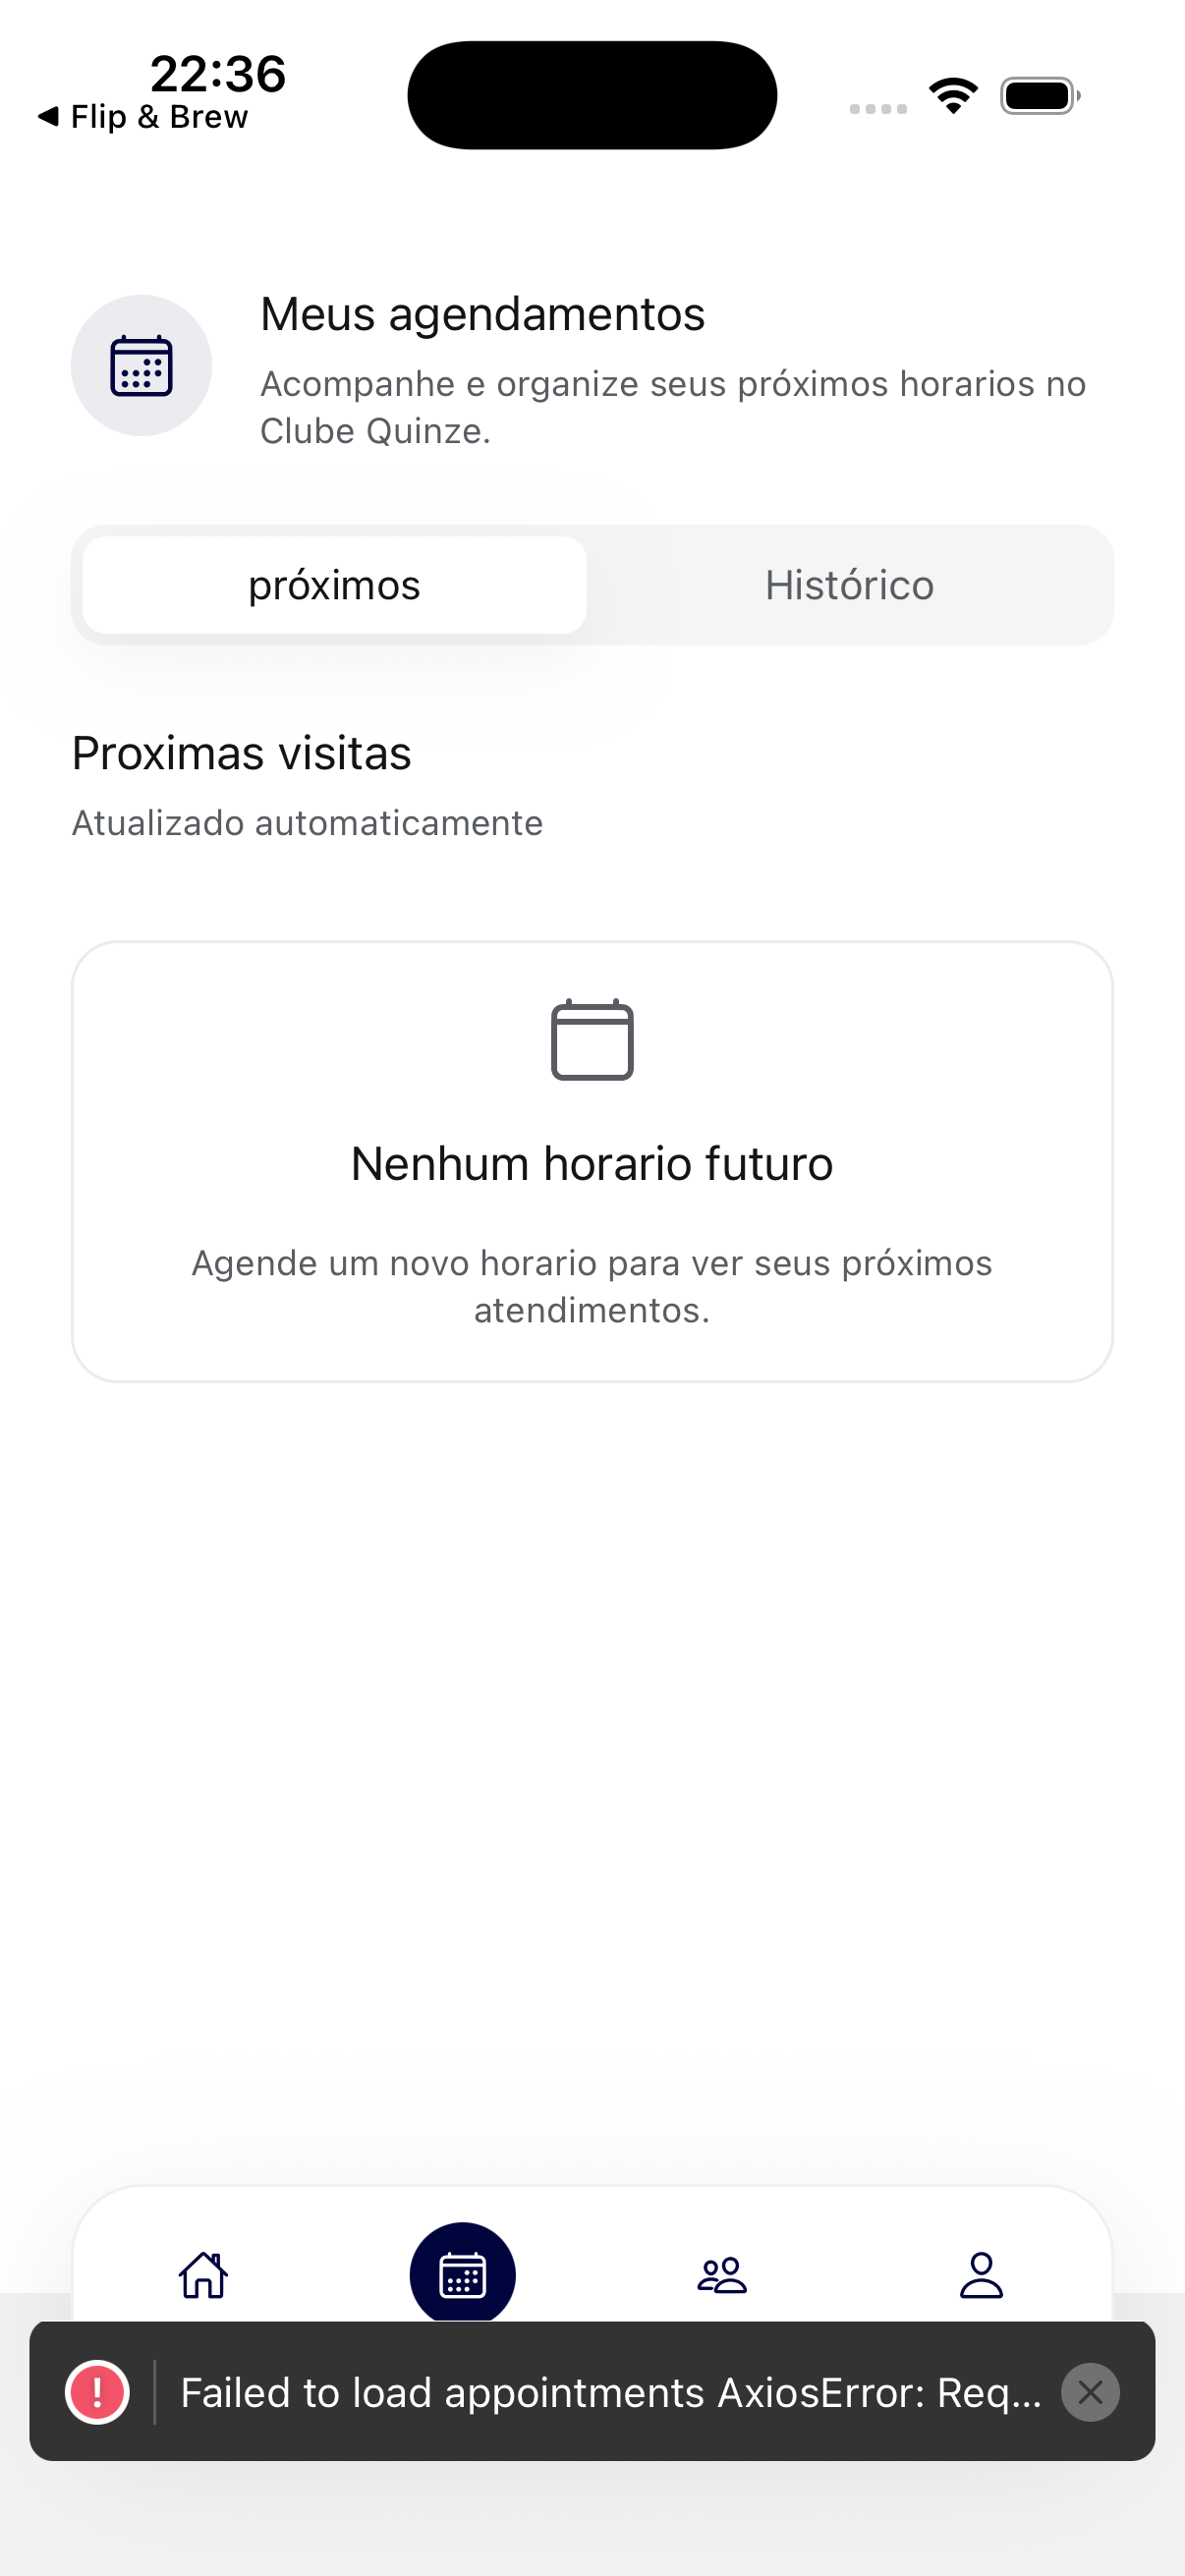 22:36
Flip & Brew
Meus agendamentos
Acompanhe e organize seus próximos horarios no
Clube Quinze.
próximos
Histórico
Proximas visitas
Atualizado automaticamente
Nenhum horario futuro
Agende um novo horario para ver seus próximos
atendimentos.
Failed to load appointments AxiosError: Req...